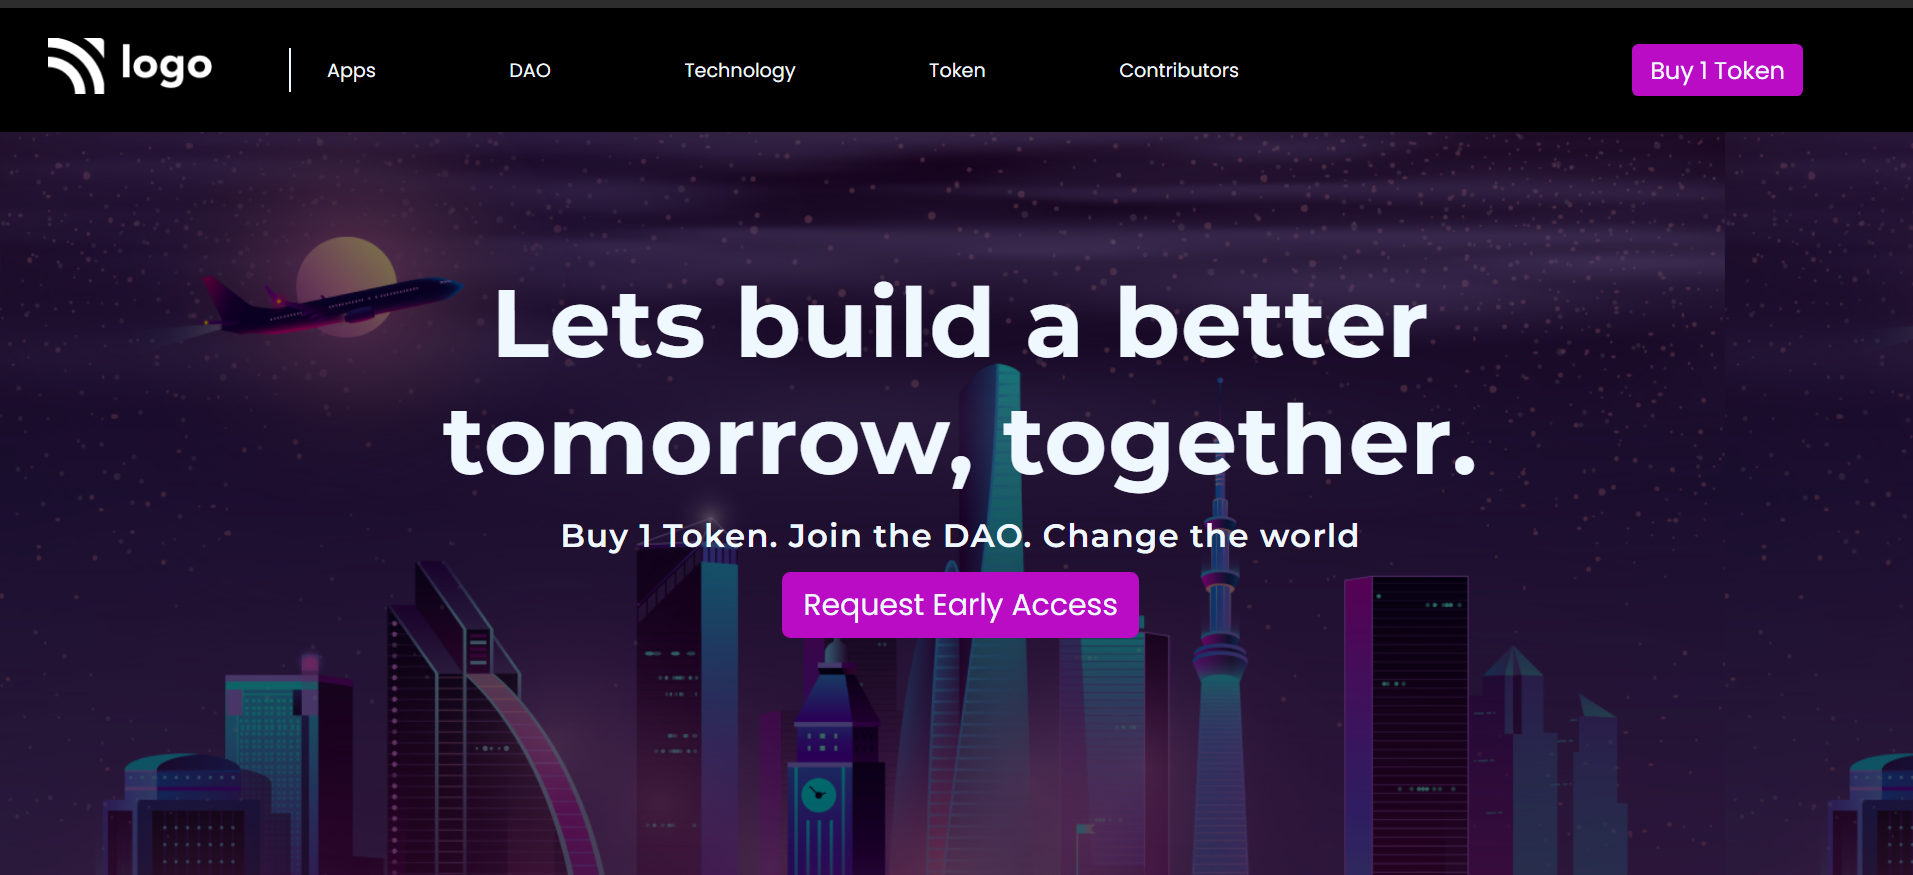 logo
Apps
DAO
Technology
Token
Contributors
Buy 1 Token
Lets build a better
tomorrow, together.
Buy 1 Token. Join the DAO. Change the world
Request Early Access